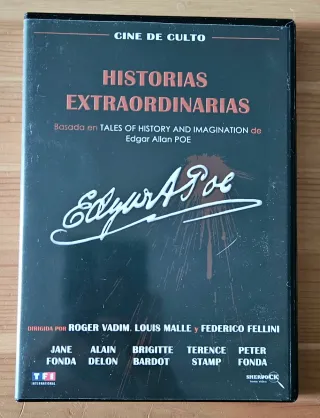 CINE DE CULTO
HISTORIAS
EXTRAORDINARIAS
Basada en TALES OF HISTORY AND IMAGINATION de
Edgar Allan POE
Edgar A Poe
DIRIGIDA POR ROGER VADIM, LOUIS MALLE y FEDERICO FELLINI
JANE FONDA
ALAIN DELON
BRIGITTE BARDOT
TERENCE STAMP
PETER FONDA
TF1
INTERNATIONAL
SHERLOCK